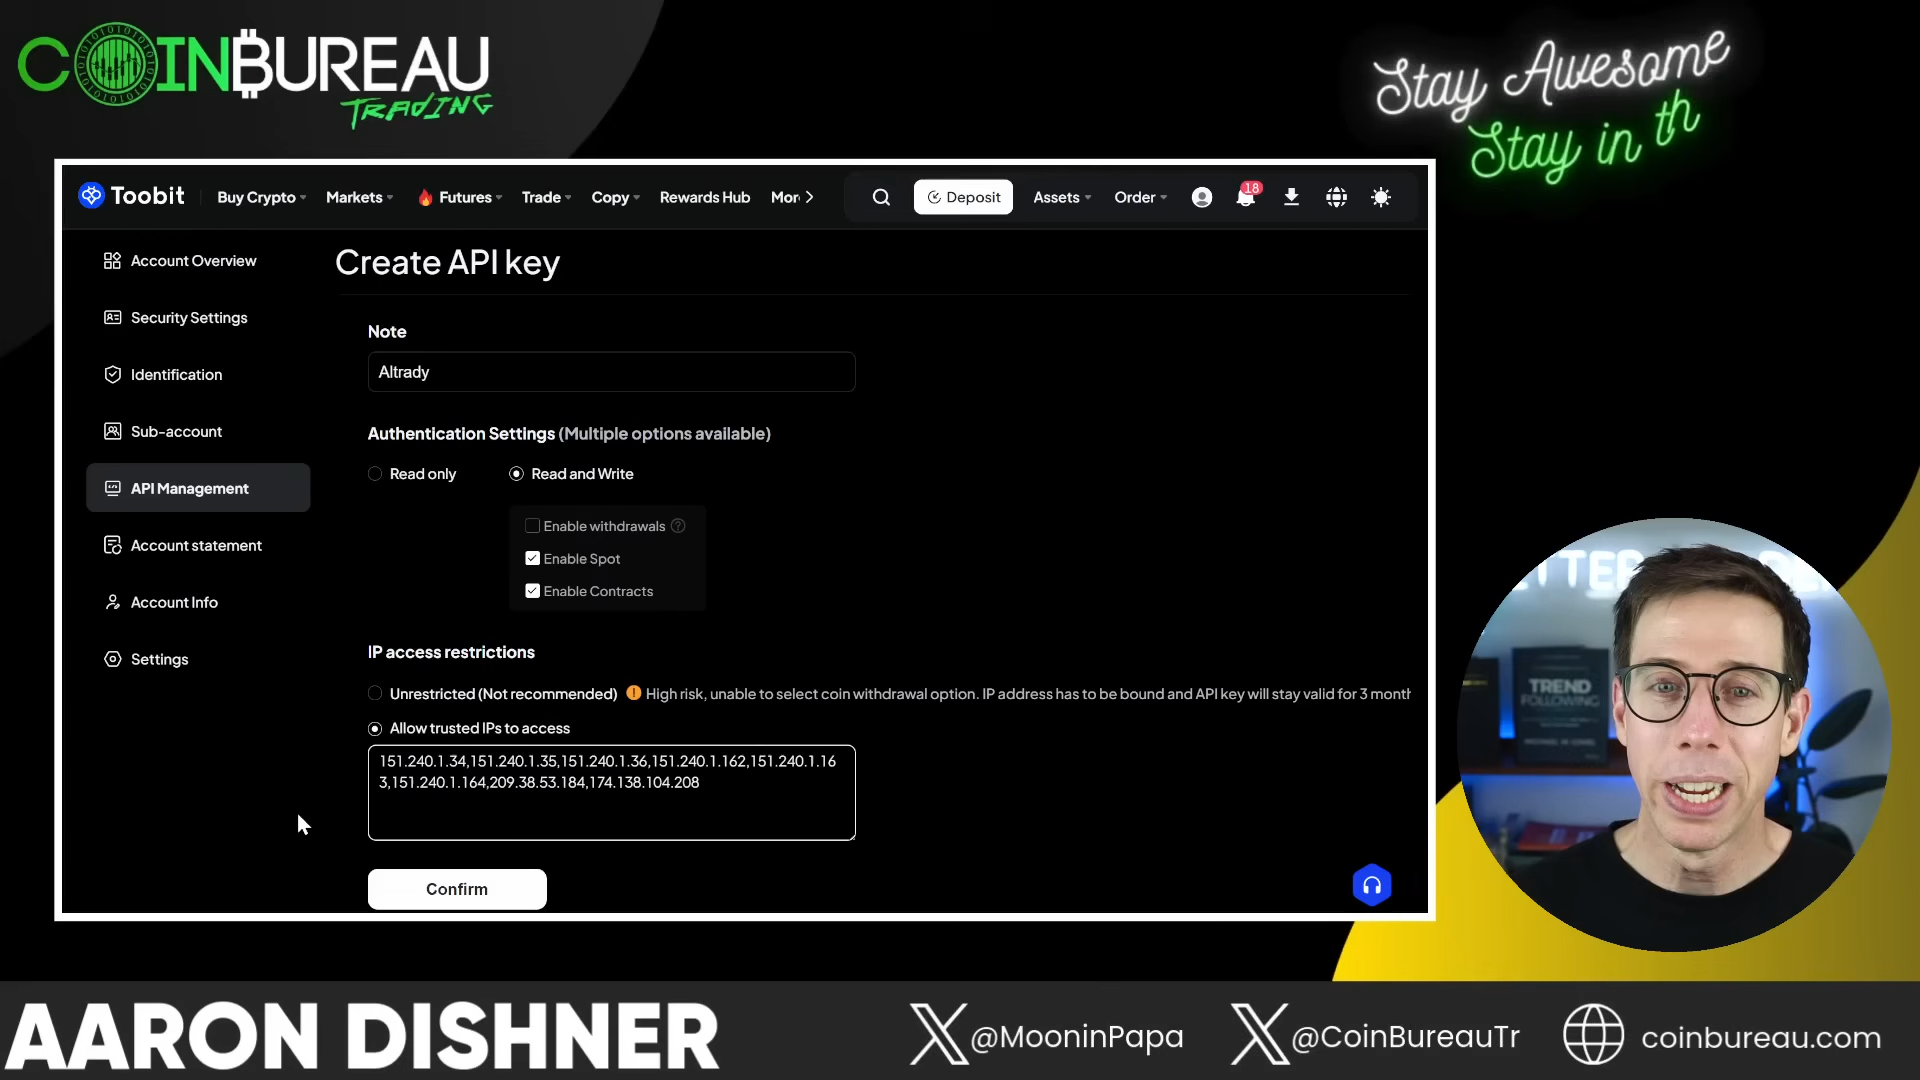 COINBUREAU
TRADING
Stay Awesome
Stay in th
Toobit
Buy Crypto
Markets
Futures
Trade
Copy
Rewards Hub
Mor
Deposit
Assets
Order
18
Account Overview
Security Settings
Identification
Sub-account
API Management
Account statement
Account Info
Settings
Create API key
Note
Altrady
Authentication Settings (Multiple options available)
Read only
Read and Write
Enable withdrawals
Enable Spot
Enable Contracts
IP access restrictions
Unrestricted (Not recommended)
High risk, unable to select coin withdrawal option. IP address has to be bound and API key will stay valid for 3 month
Allow trusted IPs to access
151.240.1.34,151.240.1.35,151.240.1.36,151.240.1.162,151.240.1.16
3,151.240.1.164,209.38.53.184,174.138.104.208
Confirm
TREND
FOLLOWING
AARON DISHNER
@MooninPapa
@CoinBureauTr
coinbureau.com